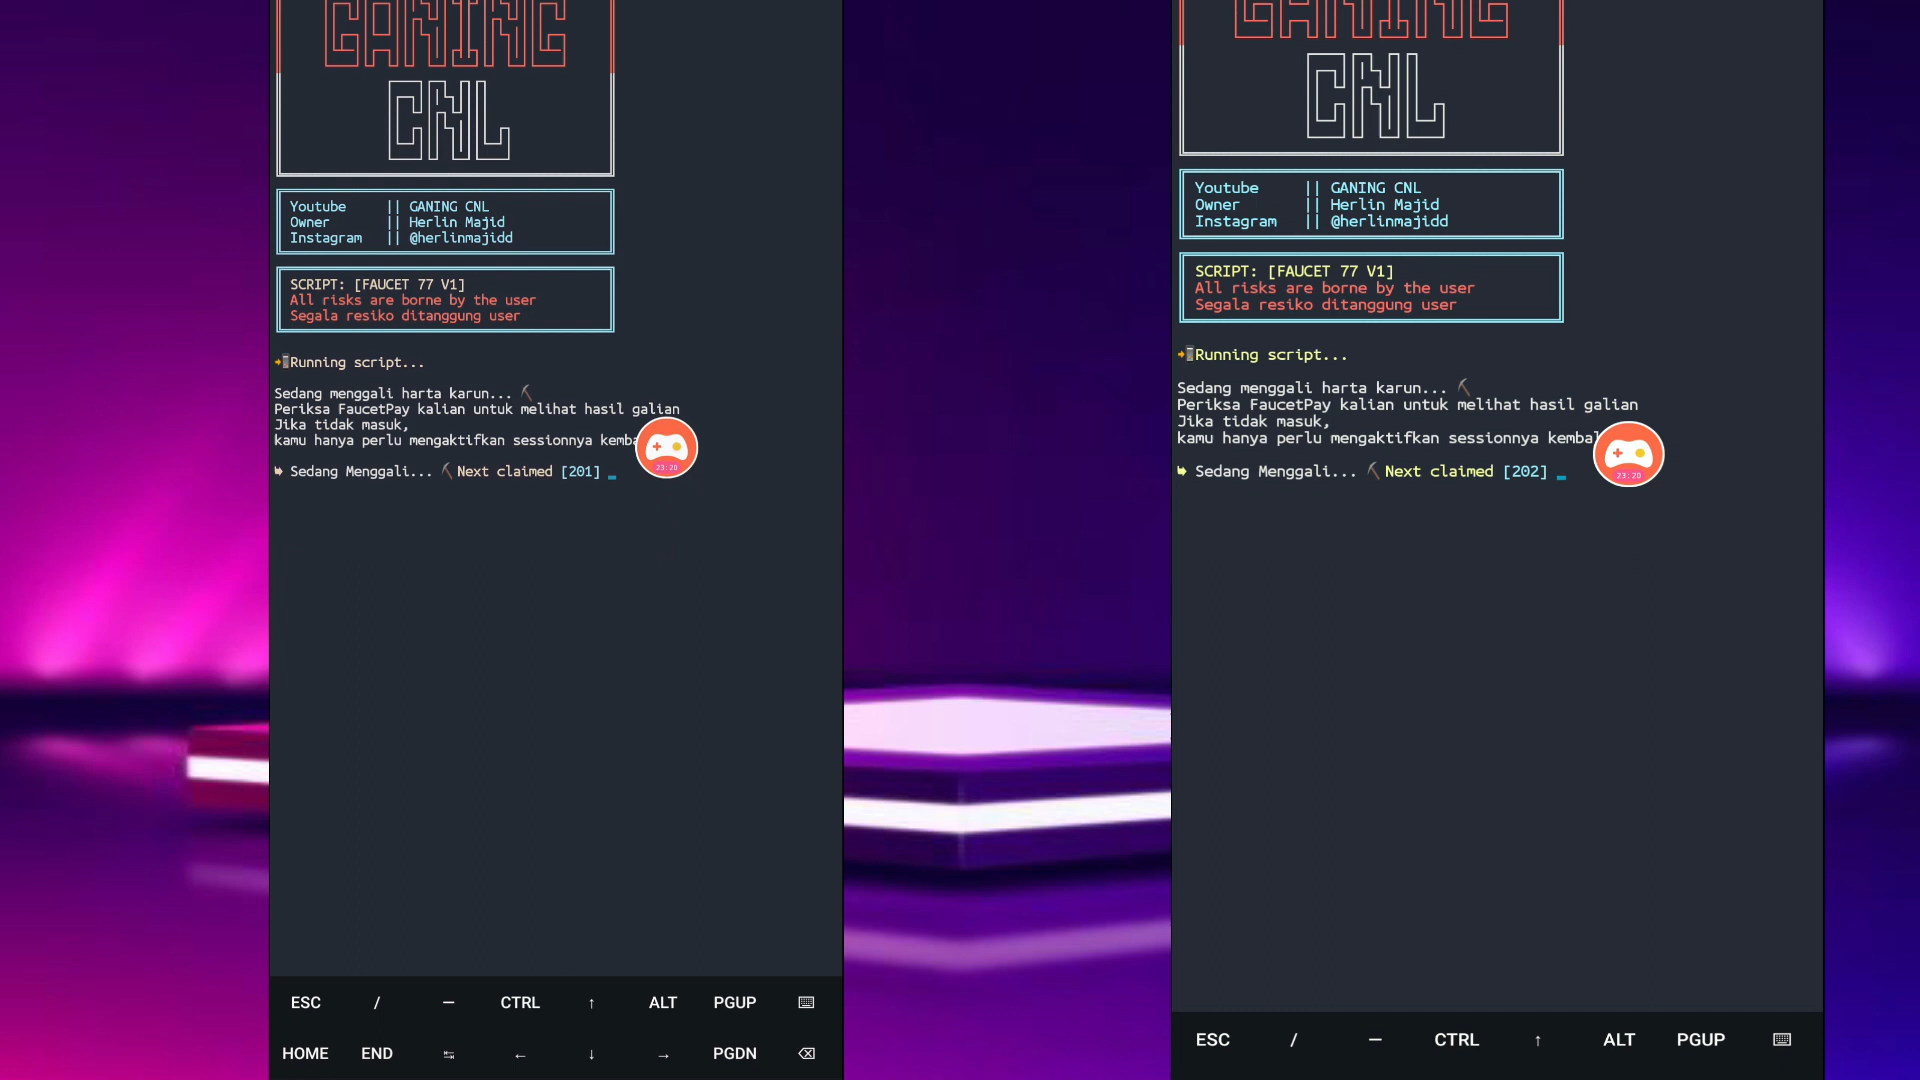 GANING
CNL
Youtube || GANING CNL
Owner || Herlin Majid
Instagram || @herlinmajidd
SCRIPT: [FAUCET 77 V1]
All risks are borne by the user
Segala resiko ditanggung user
Running script...
Sedang menggali harta karun...
Periksa FaucetPay kalian untuk melihat hasil galian
Jika tidak masuk,
kamu hanya perlu mengaktifkan sessionnya
Sedang Menggali... Next claimed [201]
23:20
ESC / — CTRL ↑ ALT PGUP
HOME END ↹ ← ↓ → PGDN
GANING
CNL
Youtube || GANING CNL
Owner || Herlin Majid
Instagram || @herlinmajidd
SCRIPT: [FAUCET 77 V1]
All risks are borne by the user
Segala resiko ditanggung user
Running script...
Sedang menggali harta karun...
Periksa FaucetPay kalian untuk melihat hasil galian
Jika tidak masuk,
kamu hanya perlu mengaktifkan sessionnya
Sedang Menggali... Next claimed [202]
23:20
ESC / — CTRL ↑ ALT PGUP